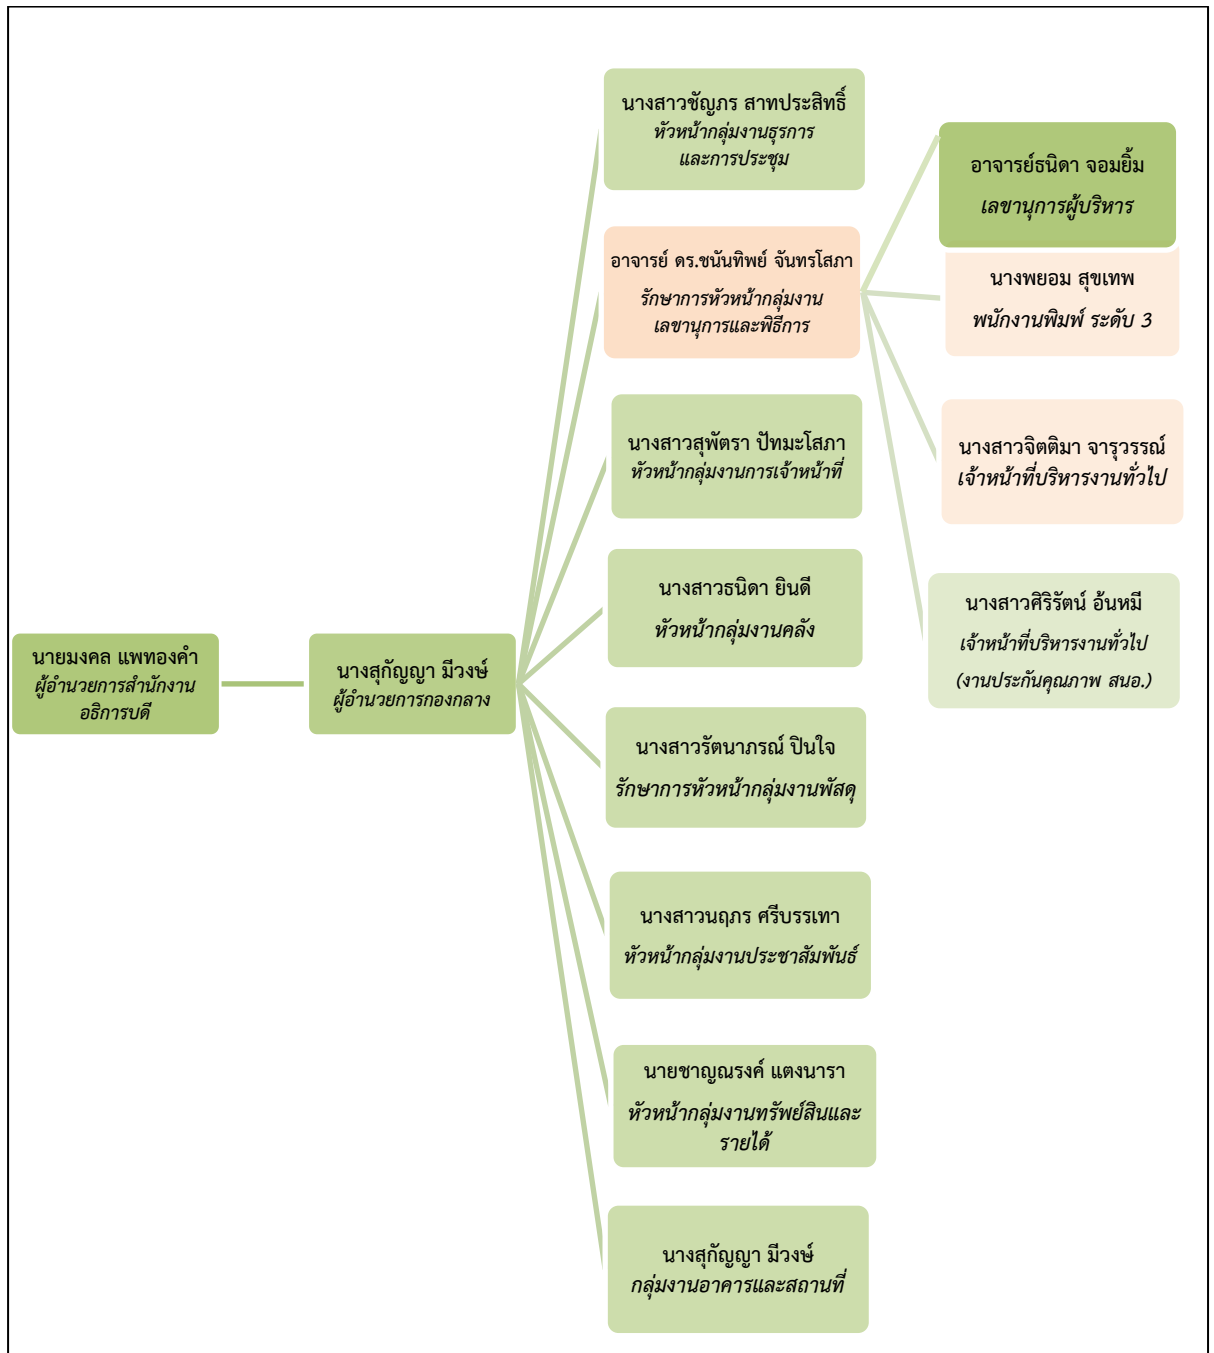 นายมงคล แพทองคำ
ผู้อำนวยการสำนักงาน
อธิการบดี
นางสุกัญญา มีวงษ์
ผู้อำนวยการกองกลาง
นางสาวชัญภร สาทประสิทธิ์
หัวหน้ากลุ่มงานธุรการ
และการประชุม
อาจารย์ ดร.ชนันทิพย์ จันทรโสภา
รักษาการหัวหน้ากลุ่มงาน
เลขานุการและพิธีการ
อาจารย์ธนิดา จอมยิ้ม
เลขานุการผู้บริหาร
นางพยอม สุขเทพ
พนักงานพิมพ์ ระดับ 3
นางสาวจิตติมา จารุวรรณ์
เจ้าหน้าที่บริหารงานทั่วไป
นางสาวศิริรัตน์ อ้นหมี
เจ้าหน้าที่บริหารงานทั่วไป
(งานประกันคุณภาพ สนอ.)
นางสาวสุพัตรา ปัทมะโสภา
หัวหน้ากลุ่มงานการเจ้าหน้าที่
นางสาวธนิดา ยินดี
หัวหน้ากลุ่มงานคลัง
นางสาวรัตนาภรณ์ ปินใจ
รักษาการหัวหน้ากลุ่มงานพัสดุ
นางสาวนฤภร ศรีบรรเทา
หัวหน้ากลุ่มงานประชาสัมพันธ์
นายชาญณรงค์ แตงนารา
หัวหน้ากลุ่มงานทรัพย์สินและ
รายได้
นางสุกัญญา มีวงษ์
กลุ่มงานอาคารและสถานที่